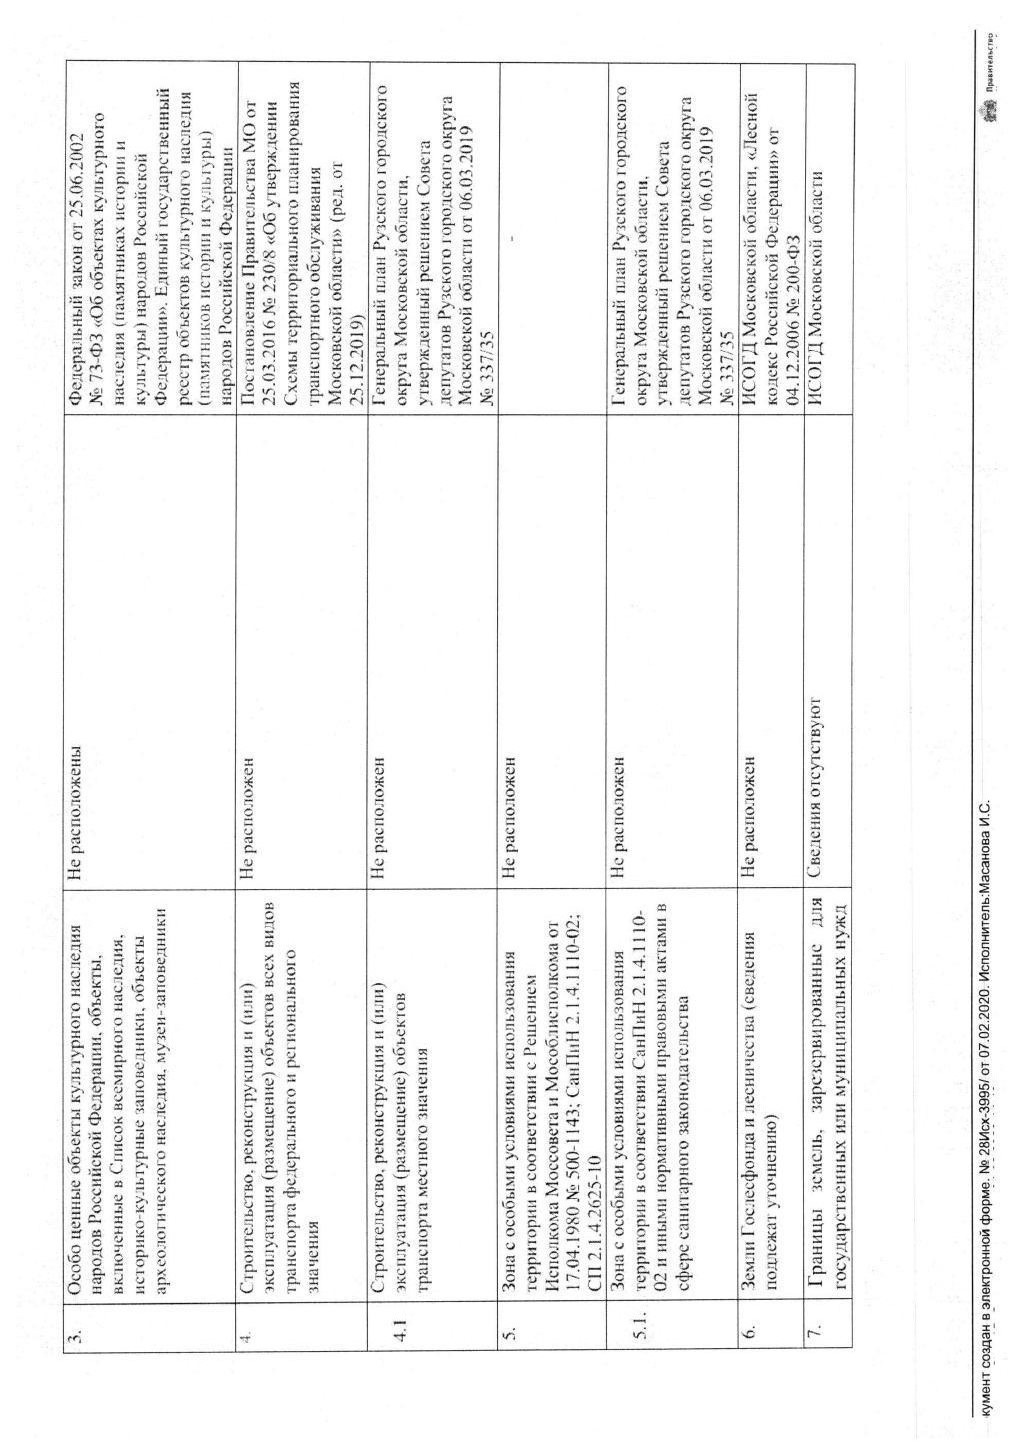 3.
Особо ценные объекты культурного наследия
народов Российской Федерации, объекты,
включенные в Список всемирного наследия,
историко-культурные заповедники, объекты
археологического наследия, музеи-заповедники
Не расположены
Федеральный закон от 25.06.2002
№ 73-ФЗ «Об объектах культурного
наследия (памятниках истории и
культуры) народов Российской
Федерации». Единый государственный
реестр объектов культурного наследия
(памятников истории и культуры)
народов Российской Федерации
4.
Строительство, реконструкция и (или)
эксплуатация (размещение) объектов всех видов
транспорта федерального и регионального
значения
Не расположен
Постановление Правительства МО от
25.03.2016 № 230/8 «Об утверждении
Схемы территориального планирования
транспортного обслуживания
Московской области» (ред. от
25.12.2019)
4.1
Строительство, реконструкция и (или)
эксплуатация (размещение) объектов
транспорта местного значения
Не расположен
Генеральный план Рузского городского
округа Московской области,
утвержденный решением Совета
депутатов Рузского городского округа
Московской области от 06.03.2019
№ 337/35
5.
Зона с особыми условиями использования
территории в соответствии с Решением
Исполкома Моссовета и Мособлисполкома от
17.04.1980 № 500-1143; СанПиН 2.1.4.1110-02;
СП 2.1.4.2625-10
Не расположен
-
5.1.
Зона с особыми условиями использования
территории в соответствии СанПиН 2.1.4.1110-
02 и иными нормативными правовыми актами в
сфере санитарного законодательства
Не расположен
Генеральный план Рузского городского
округа Московской области,
утвержденный решением Совета
депутатов Рузского городского округа
Московской области от 06.03.2019
№ 337/35
6.
Земли Гослесфонда и лесничества (сведения
подлежат уточнению)
Не расположен
ИСОГД Московской области, «Лесной
кодекс Российской Федерации» от
04.12.2006 № 200-ФЗ
7.
Границы земель, зарезервированные для
государственных или муниципальных нужд
Сведения отсутствуют
ИСОГД Московской области
кумент создан в электронной форме. № 28Исх-3995/ от 07.02.2020. Исполнитель:Масанова И.С.
Правительство